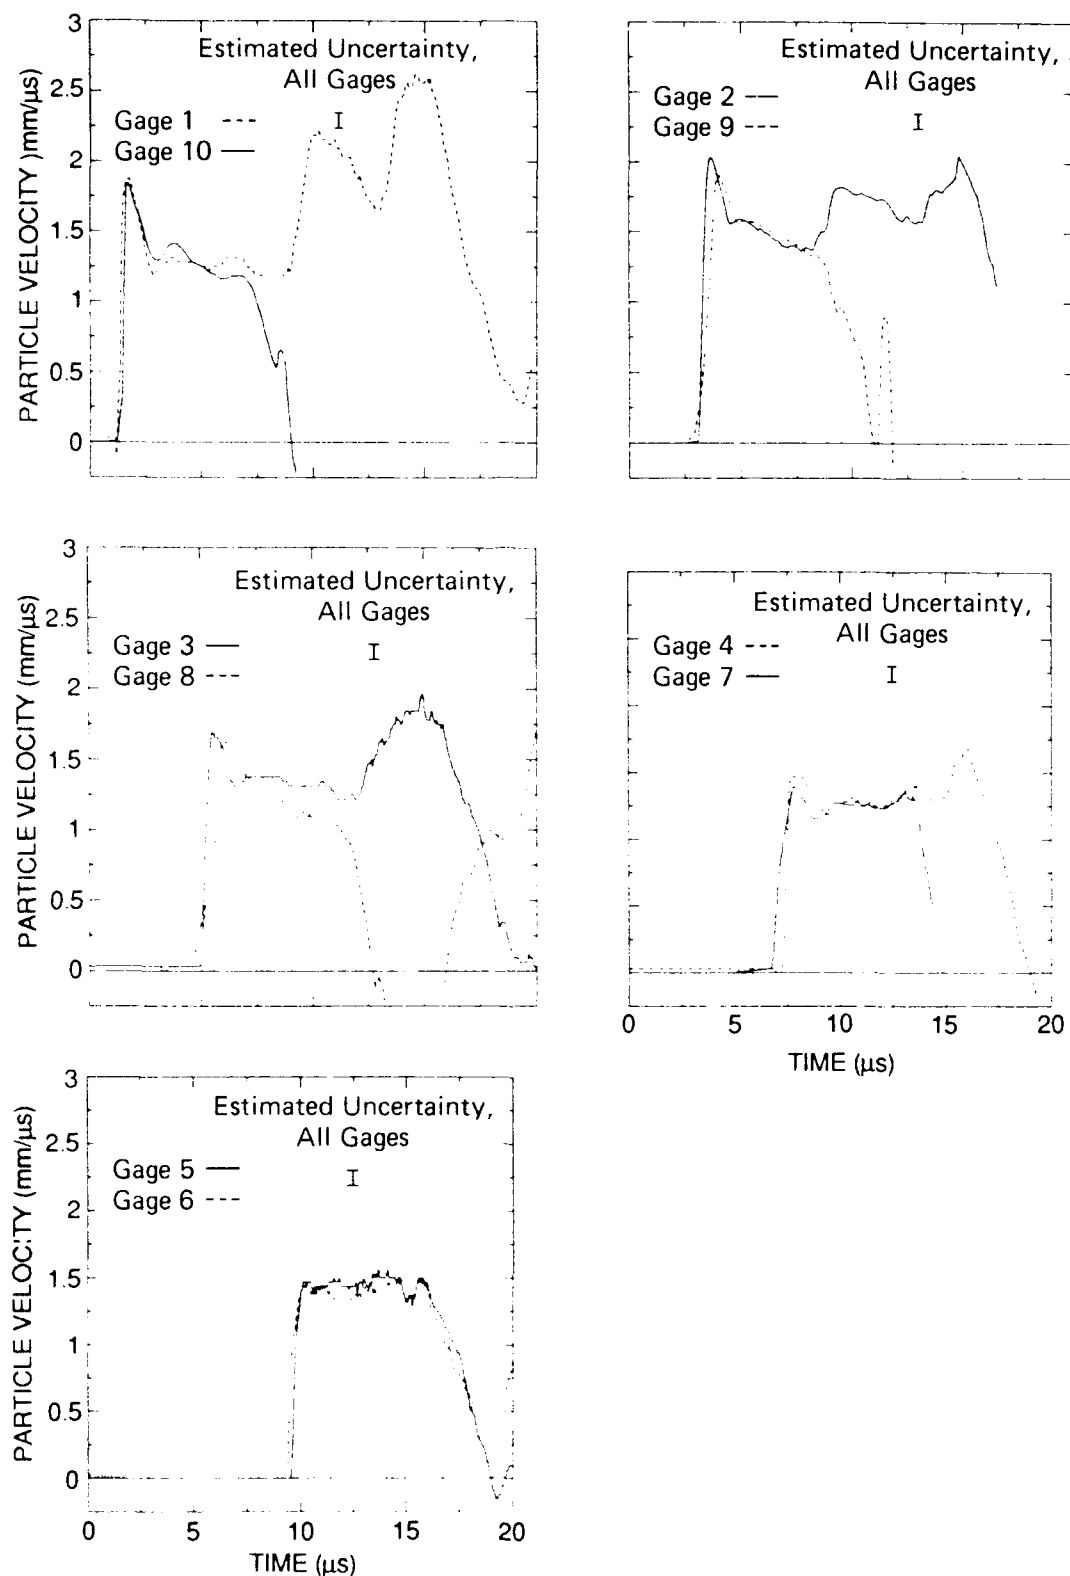 3
2.5
2
1.5
1
0.5
0
PARTICLE VELOCITY )mm/µs)
Estimated Uncertainty,
All Gages
Gage 1
Gage 10
Estimated Uncertainty,
All Gages
Gage 2
Gage 9
3
2.5
2
1.5
1
0.5
0
PARTICLE VELOCITY (mm/µs)
Estimated Uncertainty,
All Gages
Gage 3
Gage 8
Estimated Uncertainty,
All Gages
Gage 4
Gage 7
0 5 10 15 20
TIME (µs)
3
2.5
2
1.5
1
0.5
0
PARTICLE VELOCITY (mm/µs)
Estimated Uncertainty,
All Gages
Gage 5
Gage 6
0 5 10 15 20
TIME (µs)